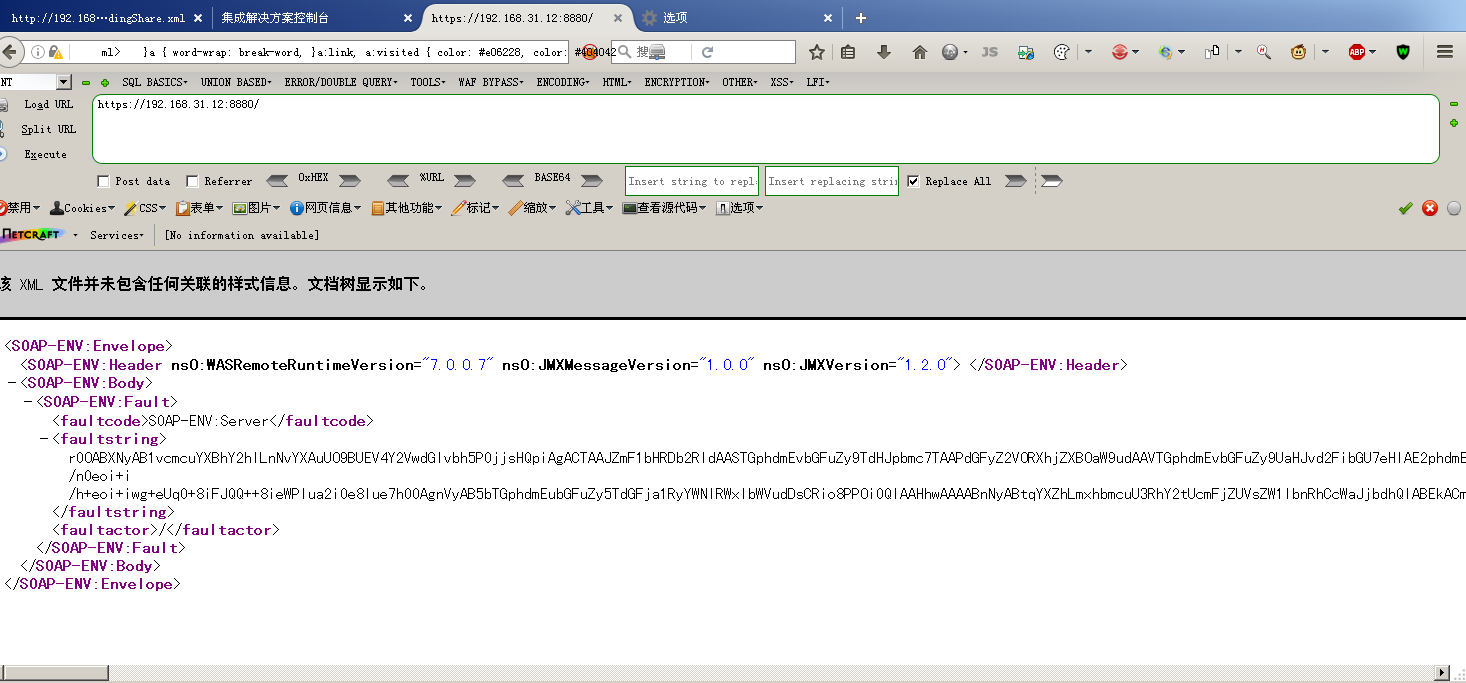 http://192.168···dingShare.xml
集成解决方案控制台
https://192.168.31.12:8880/
选项
ml> }a { word-wrap: break-word, }a:link, a:visited { color: #e06228, color: #404042
搜
NT
SQL BASICS
UNION BASED
ERROR/DOUBLE QUERY
TOOLS
WAF BYPASS
ENCODING
HTML
ENCRYPTION
OTHER
XSS
LFI
Load URL
https://192.168.31.12:8880/
Split URL
Execute
Post data
Referrer
0xHEX
%URL
BASE64
Insert string to repl
Insert replacing stri
Replace All
禁用
Cookies
CSS
表单
图片
网页信息
其他功能
标记
缩放
工具
查看源代码
选项
NETCRAFT
Services
[No information available]
该 XML 文件并未包含任何关联的样式信息。文档树显示如下。
<SOAP-ENV:Envelope>
<SOAP-ENV:Header ns0:WASRemoteRuntimeVersion="7.0.0.7" ns0:JMXMessageVersion="1.0.0" ns0:JMXVersion="1.2.0"> </SOAP-ENV:Header>
−<SOAP-ENV:Body>
−<SOAP-ENV:Fault>
<faultcode>SOAP-ENV:Server</faultcode>
−<faultstring>
/n0eoi+i
</faultstring>
<faultactor>/</faultactor>
</SOAP-ENV:Fault>
</SOAP-ENV:Body>
</SOAP-ENV:Envelope>